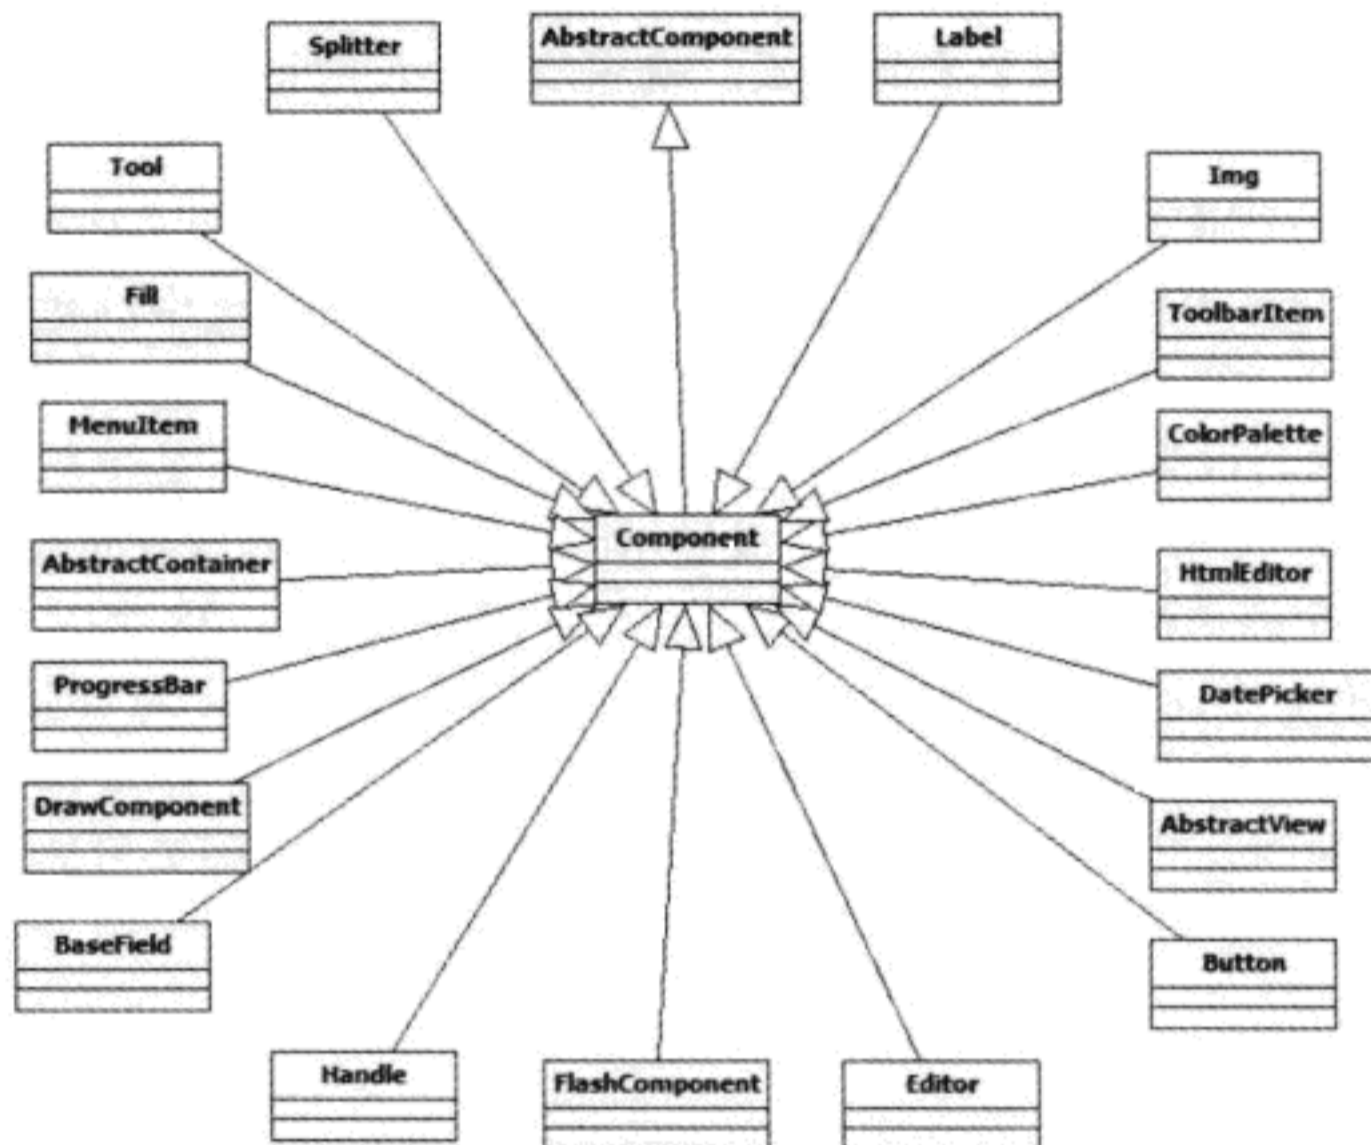 Splitter
AbstractComponent
Label
Tool
Img
Fill
ToolbarItem
MenuItem
ColorPalette
Component
AbstractContainer
HtmlEditor
ProgressBar
DatePicker
DrawComponent
AbstractView
BaseField
Button
Handle
FlashComponent
Editor